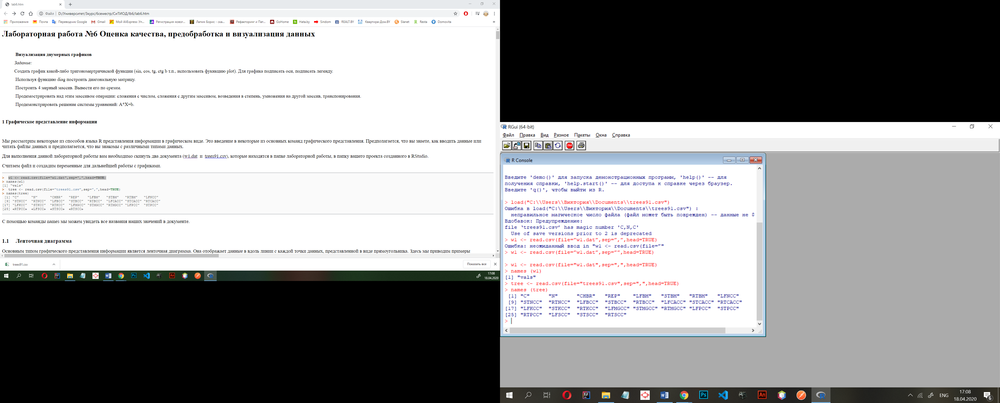 lab6.htm
Файл | D:/Университет/3курс/6семестр/СиТИОД/lb6/lab6.htm
Приложения Почта Переводчик Google Gmail Мой AliExpress: Уп... Регистрация новог... Лапин Борис - ска... Рефакторинг и Пат... GoHome Hata.by Sindom REALT.BY Квартира-Дом.BY Slanet Resta Domovita »
Лабораторная работа №6 Оценка качества, предобработка и визуализация данных
Визуализация двумерных графиков
Задание:
Создать график какой-либо тригонометртричнской функции (sin, cos, tg, ctg b т.п., использовать фукнкцию plot). Для графика подписать оси, подписать легенду.
Используя функцию diag построить диагональную матрицу.
Построить 4 мерный массив. Вывести его по срезам.
Продемострировать над этим массивом операции: сложения с числом, сложения с другим массивом, возведения в степень, умножения на другой массив, транспонирования.
Продемонстрировать решение системы уравнений: A*X=b.
1 Графическое представление информации
Мы рассмотрим некоторые из способов языка R представления информации в графическом виде. Это введение в некоторые из основных команд графического представления. Предполагается, что вы знаете, как вводить данные или
читать файлы данных и предполагается, что вы знакомы с различными типами данных.
Для выполнения данной лабораторной работы вам необходимо скинуть два документа (w1.dat и trees91.csv), которые находятся в папке лабораторной работы, в папку вашего проекта созданного в RStudio.
Считаем файл и создадим переменные для дальнейшей работы с графиками.
> w1 <- read.csv(file=”w1.dat”,sep=”,”,head=TRUE)
> names(w1)
[1] “vals”
> tree <- read.csv(file=”trees91.csv”,sep=”,”,head=TRUE)
> names(tree)
[1] “C” “N” “CHBR” “REP” “LFBM” “STBM” “RTBM” “LFNCC”
[9] “STNCC” “RTNCC” “LFBCC” “STBCC” “RTBCC” “LFCACC” “STCACC” “RTCACC”
[17] “LFKCC” “STKCC” “RTKCC” “LFMGCC” “STMGCC” “RTMGCC” “LFPCC” “STPCC”
[25] «RTPCC» «LFSCC» «STSCC» «RTSCC»
С помощью команды names мы можем увидеть все названия наших значений в документе.
1.1 Ленточная диаграмма
Основным типом графического представления информации является ленточная диаграмма. Она отображает данные в вдоль линии с каждой точки данных, представленной в виде прямоугольника. Здесь мы приводим примеры
trees91.csv
Показать все
17:08
18.04.2020
RGui (64-bit)
Файл Правка Вид Разное Пакеты Окна Справка
STOP
R Console
Введите 'demo()' для запуска демонстрационных программ, 'help()' -- для
получения справки, 'help.start()' -- для доступа к справке через браузер.
Введите 'q()', чтобы выйти из R.
> load("C:\\Users\\Виктория\\Documents\\trees91.csv")
Ошибка в load("C:\\Users\\Виктория\\Documents\\trees91.csv") :
неправильное магическое число файла (файл может быть поврежден) -- данные не $
Вдобавок: Предупреждение:
file ‘trees91.csv’ has magic number 'C,N,C'
Use of save versions prior to 2 is deprecated
> w1 <- read.csv(file=”w1.dat”,sep=”,”,head=TRUE)
Ошибка: неожиданный ввод in "w1 <- read.csv(file=”"
> w1 <- read.csv(file=”w1.dat”,sep=””,head=TRUE)
> w1 <- read.csv(file="w1.dat",sep=",",head=TRUE)
> names (w1)
[1] "vals"
> tree <- read.csv(file="trees91.csv",sep=",",head=TRUE)
> names (tree)
[1] "C" "N" "CHBR" "REP" "LFBM" "STBM" "RTBM" "LFNCC"
[9] "STNCC" "RTNCC" "LFBCC" "STBCC" "RTBCC" "LFCACC" "STCACC" "RTCACC"
[17] "LFKCC" "STKCC" "RTKCC" "LFMGCC" "STMGCC" "RTMGCC" "LFPCC" "STPCC"
[25] "RTPCC" "LFSCC" "STSCC" "RTSCC"
>
ENG
17:08
18.04.2020
6